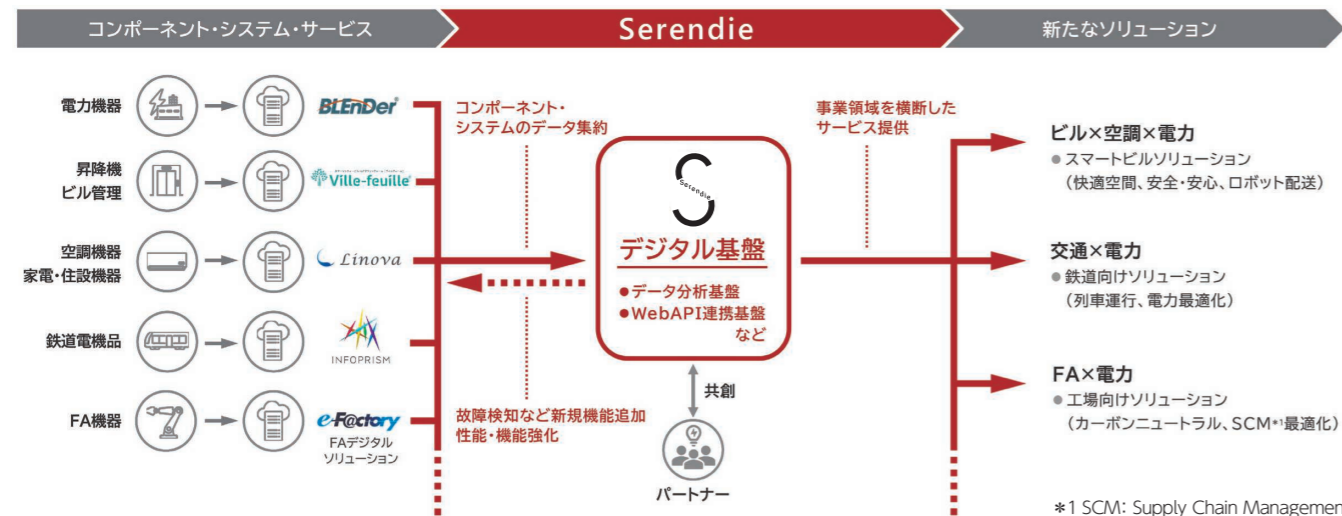 コンポーネント・システム・サービス
Serendie
新たなソリューション
電力機器
BLEnDer®
昇降機
ビル管理
Ville-feuille®
空調機器
家電・住設機器
Linova
鉄道電機品
INFOPRISM
FA機器
e-F@ctory
FAデジタル
ソリューション
コンポーネント・
システムのデータ集約
故障検知など新規機能追加
性能・機能強化
Serendie
デジタル基盤
●データ分析基盤
●WebAPI連携基盤
など
共創
パートナー
事業領域を横断した
サービス提供
ビル×空調×電力
●スマートビルソリューション
(快適空間、安全・安心、ロボット配送)
交通×電力
●鉄道向けソリューション
(列車運行、電力最適化)
FA×電力
●工場向けソリューション
(カーボンニュートラル、SCM*1最適化)
*1 SCM: Supply Chain Managemen